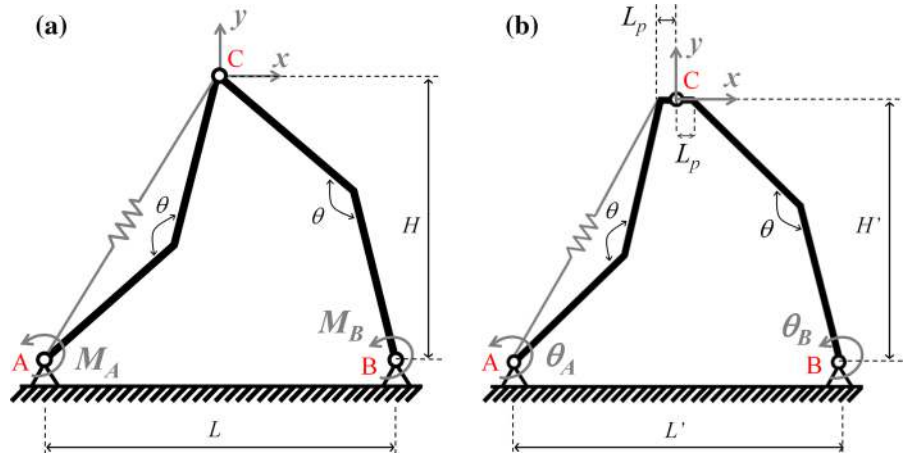 (a)
y
C
x
θ
θ
H
A
M_A
M_B
B
L
(b)
L_p
y
C
x
L_p
θ
θ
H'
A
θ_A
θ_B
B
L'